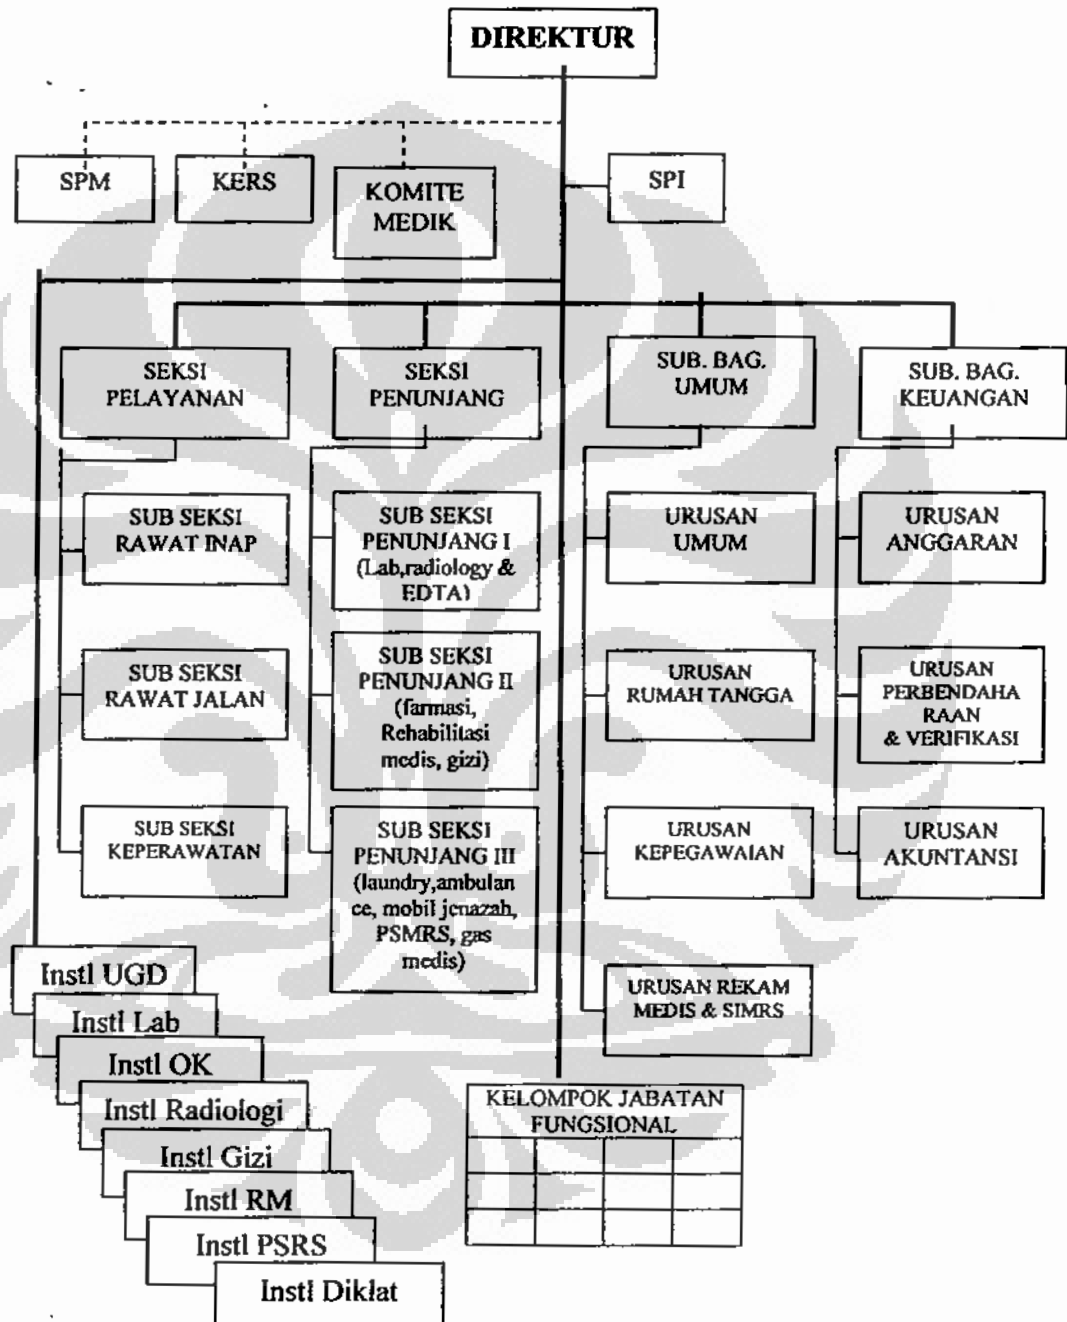 DIREKTUR
SPM
KERS
KOMITE
MEDIK
SPI
SEKSI
PELAYANAN
SEKSI
PENUNJANG
SUB. BAG.
UMUM
SUB. BAG.
KEUANGAN
SUB SEKSI
RAWAT INAP
SUB SEKSI
PENUNJANG I
(Lab,radiology &
EDTA)
URUSAN
UMUM
URUSAN
ANGGARAN
SUB SEKSI
RAWAT JALAN
SUB SEKSI
PENUNJANG II
(farmasi,
Rehabilitasi
medis, gizi)
URUSAN
RUMAH TANGGA
URUSAN
PERBENDAHA
RAAN
& VERIFIKASI
SUB SEKSI
KEPERAWATAN
SUB SEKSI
PENUNJANG III
(laundry,ambulan
ce, mobil jenazah,
PSMRS, gas
medis)
URUSAN
KEPEGAWAIAN
URUSAN
AKUNTANSI
URUSAN REKAM
MEDIS & SIMRS
Instl UGD
Instl Lab
Instl OK
Instl Radiologi
Instl Gizi
Instl RM
Instl PSRS
Instl Diklat
KELOMPOK JABATAN
FUNGSIONAL